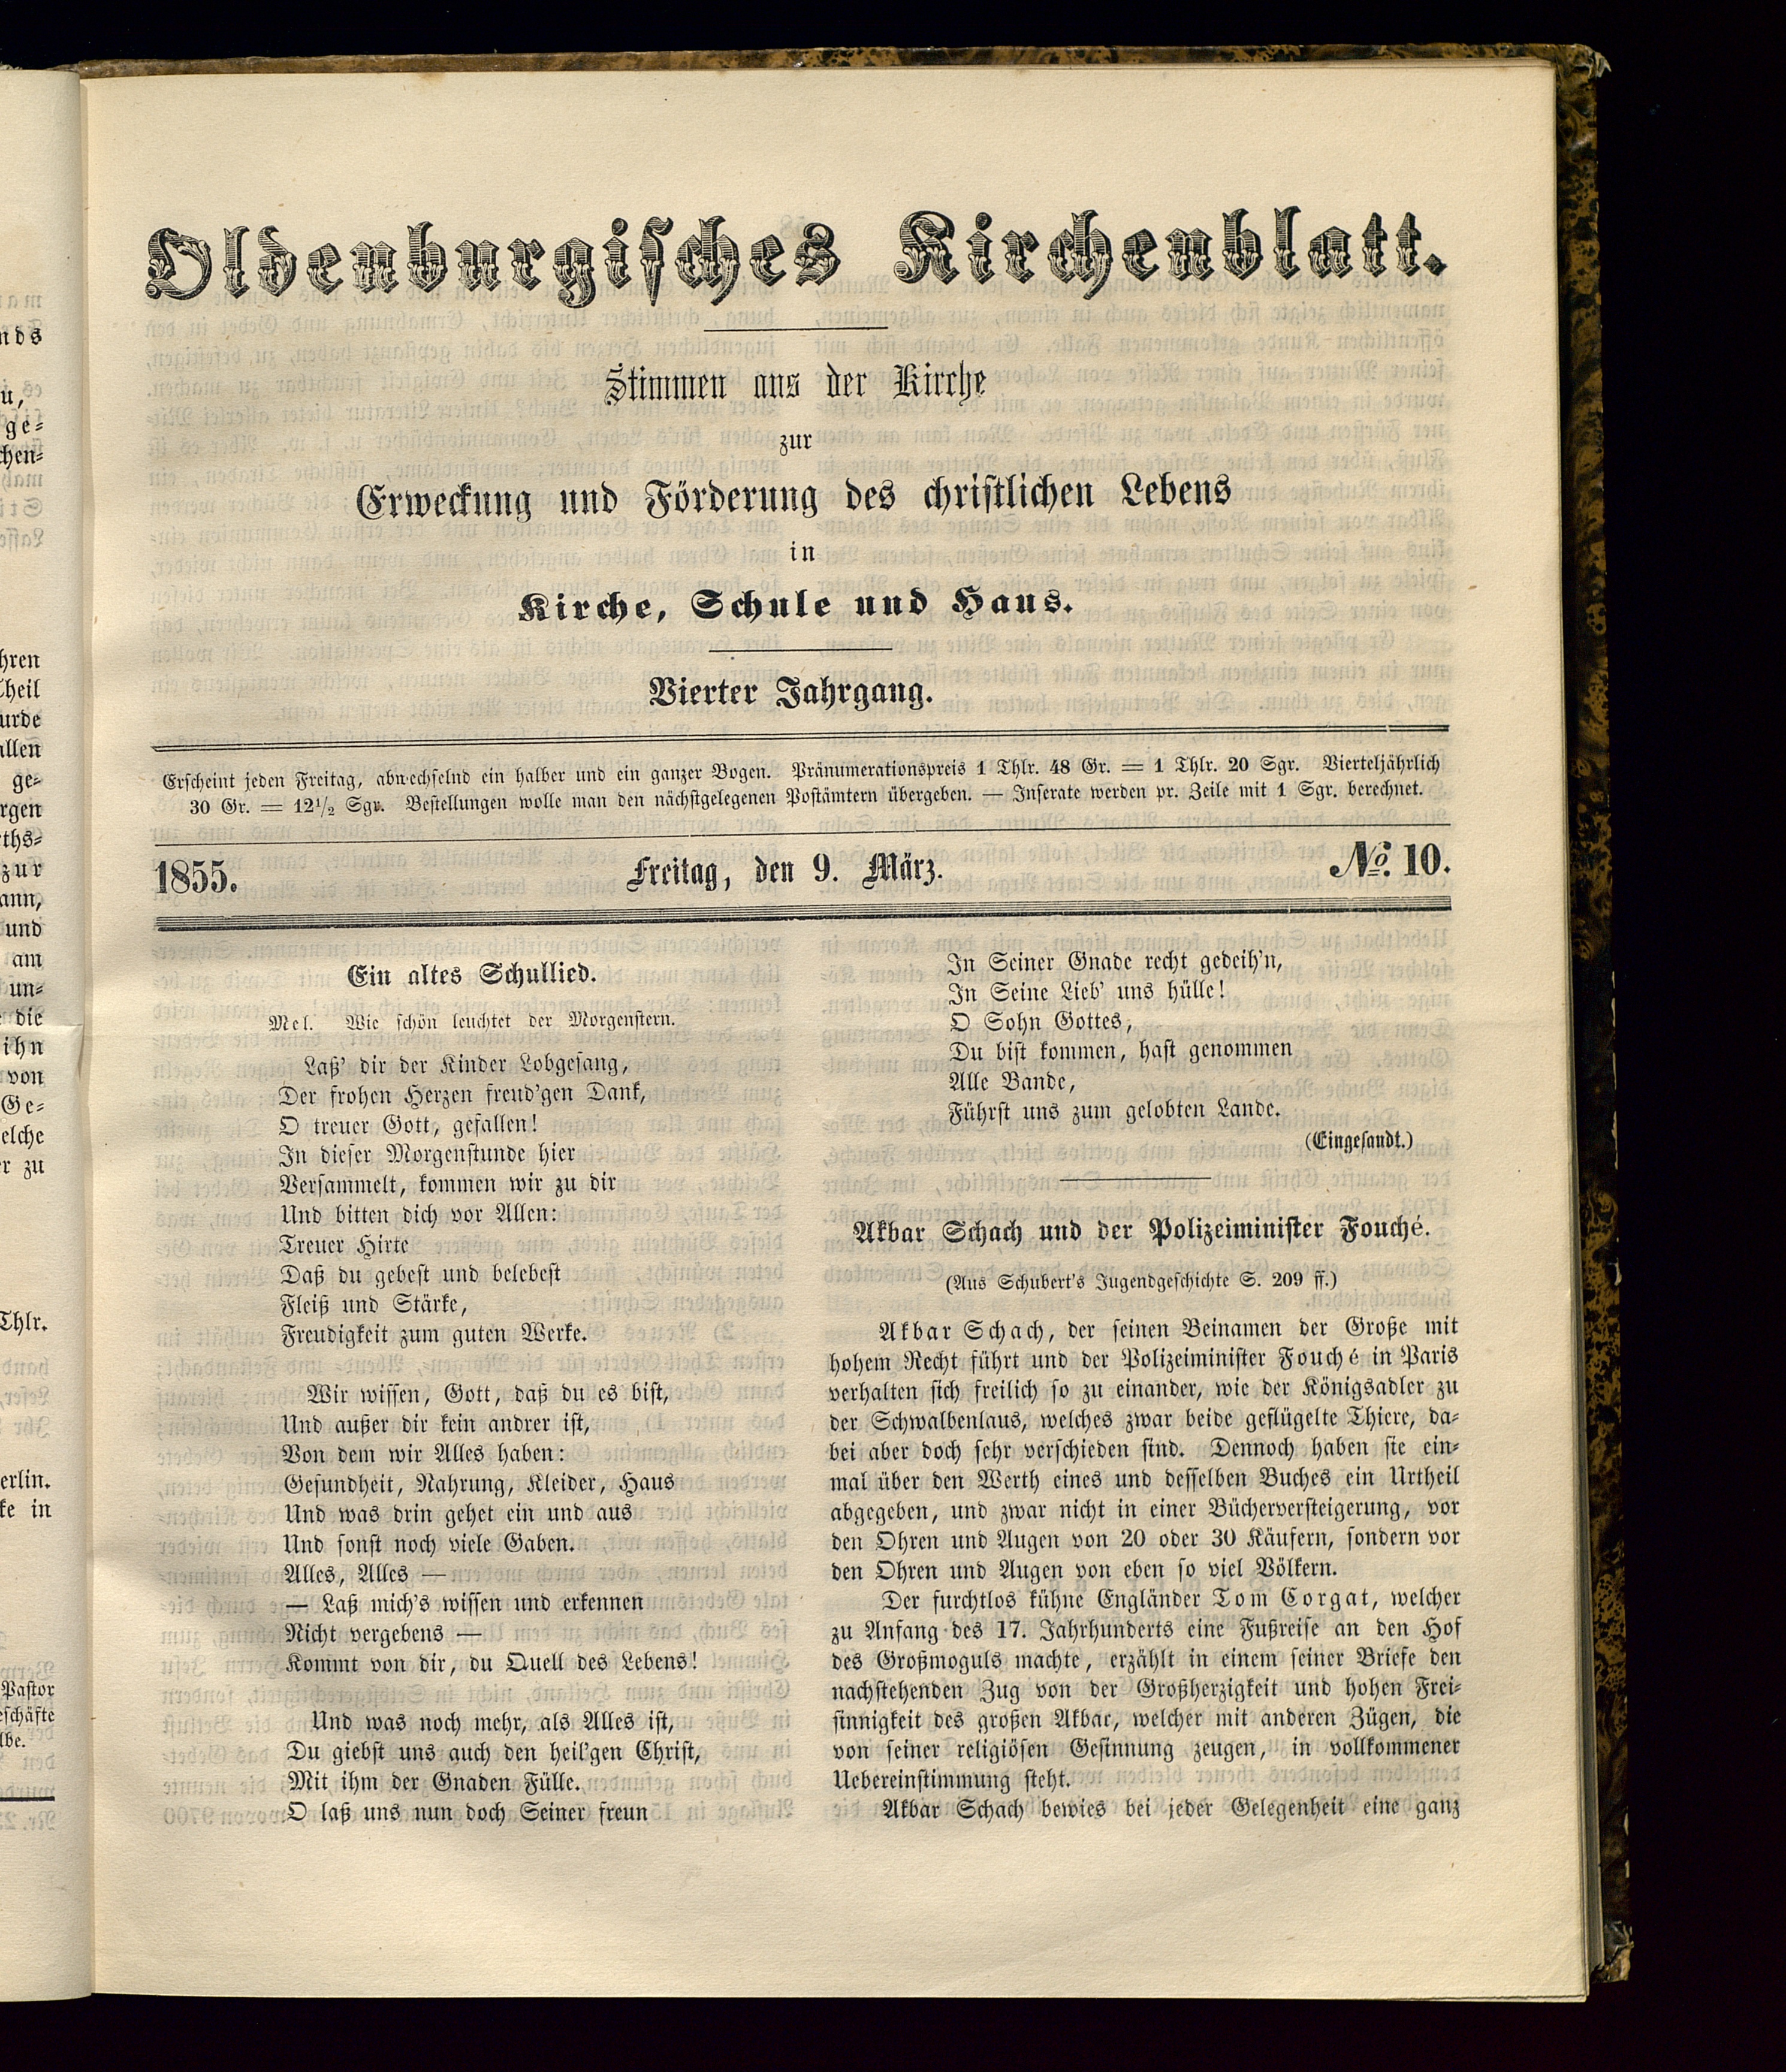 Oldenburgisches Kirchenblatt.
Stimmen aus der Kirche
zur
Erweckung und Förderung des christlichen Lebens
in
Kirche, Schule und Haus.
Vierter Jahrgang.
Erscheint jeden Freitag, abwechselnd ein halber und ein ganzer Bogen. Pränumerationspreis 1 Thlr. 48 Gr. = 1 Thlr. 20 Sgr. Vierteljährlich
30 Gr. = 12½ Sgr. Bestellungen wolle man den nächstgelegenen Postämtern übergeben. — Inserate werden pr. Zeile mit 1 Sgr. berechnet.
1855. Freitag, den 9. März. No. 10.
Ein altes Schullied.
Mel. Wie schön leuchtet der Morgenstern.
Laß' dir der Kinder Lobgesang,
Der frohen Herzen freud'gen Dank,
O treuer Gott, gefallen!
In dieser Morgenstunde hier
Versammelt, kommen wir zu dir
Und bitten dich vor Allen:
Treuer Hirte
Daß du gebest und belebest
Fleiß und Stärke,
Freudigkeit zum guten Werke.
Wir wissen, Gott, daß du es bist,
Und außer dir kein andrer ist,
Von dem wir Alles haben:
Gesundheit, Nahrung, Kleider, Haus
Und was drin gehet ein und aus
Und sonst noch viele Gaben.
Alles, Alles —
— Laß mich's wissen und erkennen
Nicht vergebens —
Kommt von dir, du Quell des Lebens!
Und was noch mehr, als Alles ist,
Du giebst uns auch den heil'gen Christ,
Mit ihm der Gnaden Fülle.
O laß uns nun doch Seiner freun
In Seiner Gnade recht gedeih'n,
In Seine Lieb' uns hülle!
O Sohn Gottes,
Du bist kommen, hast genommen
Alle Bande,
Führst uns zum gelobten Lande.
(Eingesandt.)
Akbar Schach und der Polizeiminister Fouché.
(Aus Schubert's Jugendgeschichte S. 209 ff.)
Akbar Schach, der seinen Beinamen der Große mit
hohem Recht führt und der Polizeiminister Fouché in Paris
verhalten sich freilich so zu einander, wie der Königsadler zu
der Schwalbenlaus, welches zwar beide geflügelte Thiere, da-
bei aber doch sehr verschieden sind. Dennoch haben sie ein-
mal über den Werth eines und desselben Buches ein Urtheil
abgegeben, und zwar nicht in einer Bücherversteigerung, vor
den Ohren und Augen von 20 oder 30 Käufern, sondern vor
den Ohren und Augen von eben so viel Völkern.
Der furchtlos kühne Engländer Tom Corgat, welcher
zu Anfang des 17. Jahrhunderts eine Fußreise an den Hof
des Großmoguls machte, erzählt in einem seiner Briefe den
nachstehenden Zug von der Großherzigkeit und hohen Frei-
sinnigkeit des großen Akbar, welcher mit anderen Zügen, die
von seiner religiösen Gesinnung zeugen, in vollkommener
Uebereinstimmung steht.
Akbar Schach bewies bei jeder Gelegenheit eine ganz